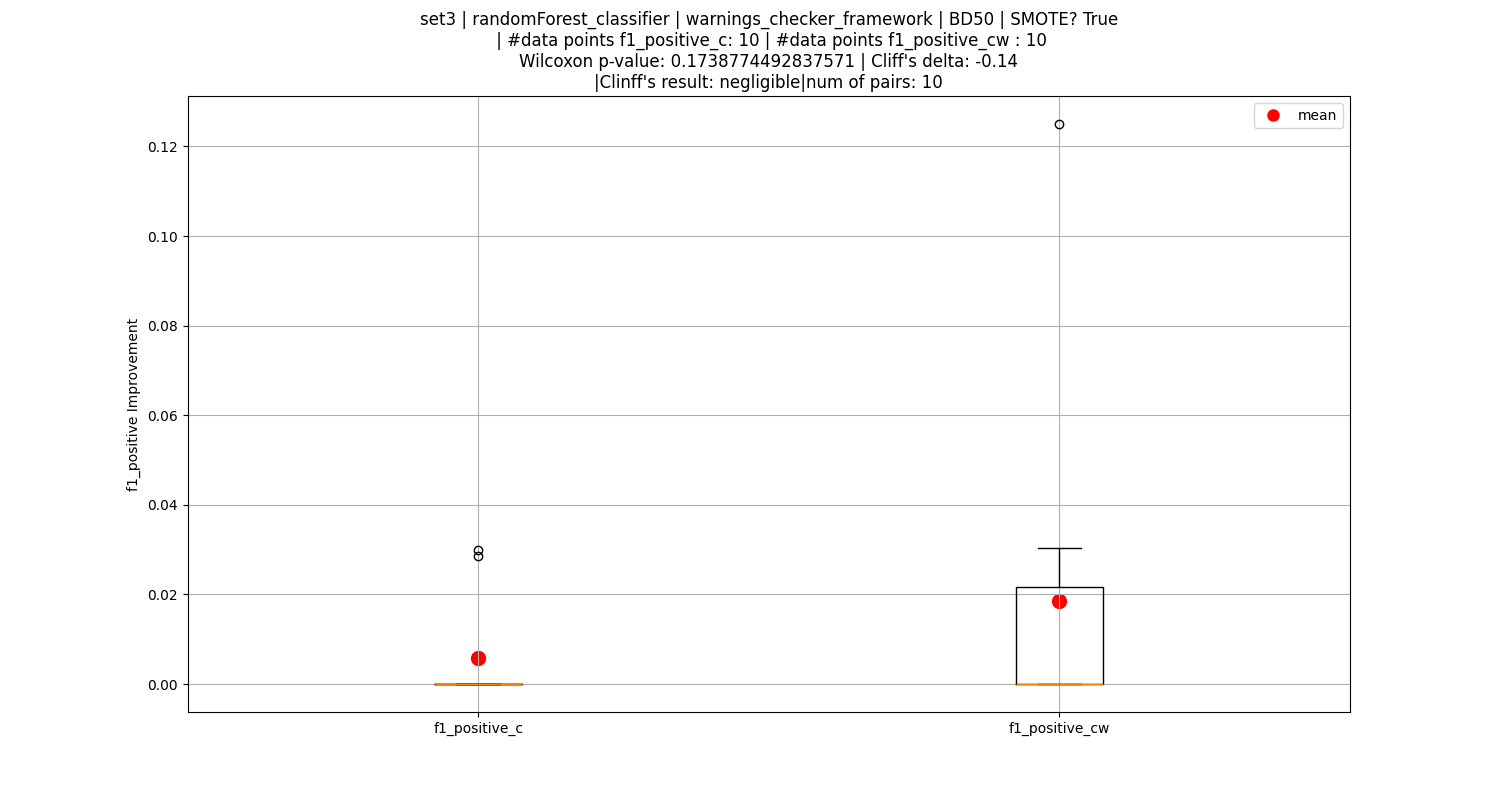 set3 | randomForest_classifier | warnings_checker_framework | BD50 | SMOTE? True
| #data points f1_positive_c: 10 | #data points f1_positive_cw : 10
Wilcoxon p-value: 0.1738774492837571 | Cliff's delta: -0.14
|Clinff's result: negligible|num of pairs: 10
mean
0.12
0.10
0.08
0.06
0.04
0.02
0.00
f1_positive Improvement
f1_positive_c
f1_positive_cw